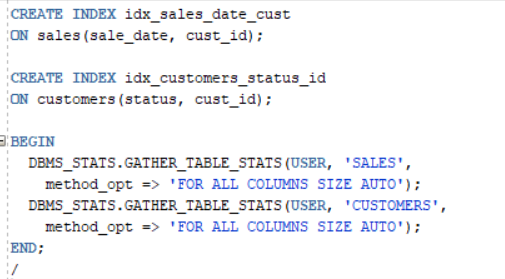 CREATE INDEX idx_sales_date_cust
ON sales(sale_date, cust_id);
CREATE INDEX idx_customers_status_id
ON customers(status, cust_id);
BEGIN
DBMS_STATS.GATHER_TABLE_STATS(USER, 'SALES',
method_opt => 'FOR ALL COLUMNS SIZE AUTO');
DBMS_STATS.GATHER_TABLE_STATS(USER, 'CUSTOMERS',
method_opt => 'FOR ALL COLUMNS SIZE AUTO');
END;
/